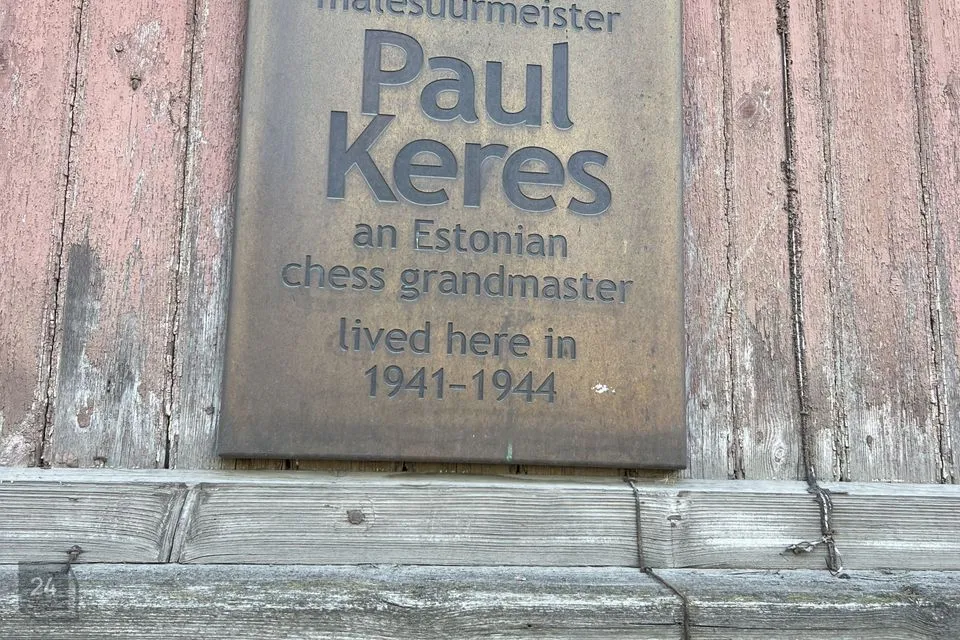 malesuurmeister
Paul
Keres
an Estonian
chess grandmaster
lived here in
1941–1944
24